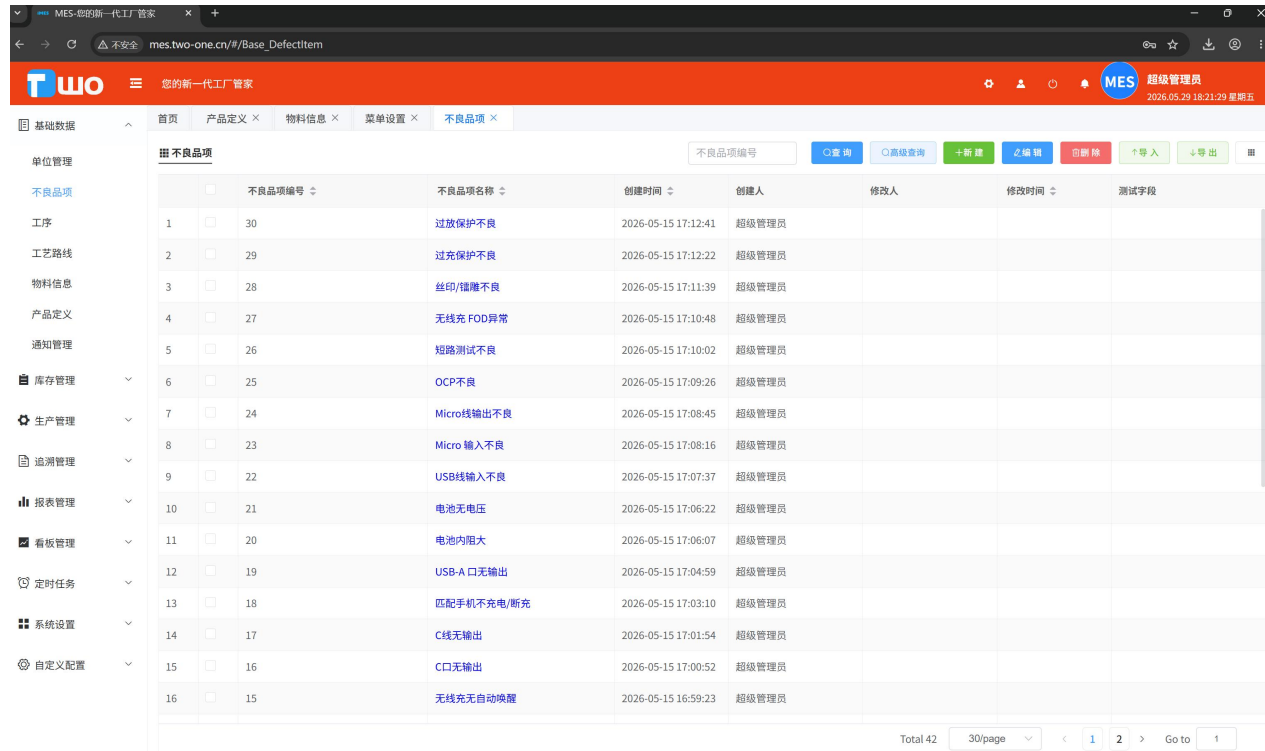 MES-您的新一代工厂管家
不安全 mes.two-one.cn/#/Base_DefectItem
Two 您的新一代工厂管家 MES 超级管理员
2026.05.29 18:21:29 星期五
基础数据
单位管理
不良品项
工序
工艺路线
物料信息
产品定义
通知管理
库存管理
生产管理
追溯管理
报表管理
看板管理
定时任务
系统设置
自定义配置
首页 产品定义 物料信息 菜单设置 不良品项
不良品项 不良品项编号 查询 高级查询 新建 编辑 删除 导入 导出
不良品项编号 不良品项名称 创建时间 创建人 修改人 修改时间 测试字段
1 30 过放保护不良 2026-05-15 17:12:41 超级管理员
2 29 过充保护不良 2026-05-15 17:12:22 超级管理员
3 28 丝印/镭雕不良 2026-05-15 17:11:39 超级管理员
4 27 无线充 FOD异常 2026-05-15 17:10:48 超级管理员
5 26 短路测试不良 2026-05-15 17:10:02 超级管理员
6 25 OCP不良 2026-05-15 17:09:26 超级管理员
7 24 Micro线输出不良 2026-05-15 17:08:45 超级管理员
8 23 Micro 输入不良 2026-05-15 17:08:16 超级管理员
9 22 USB线输入不良 2026-05-15 17:07:37 超级管理员
10 21 电池无电压 2026-05-15 17:06:22 超级管理员
11 20 电池内阻大 2026-05-15 17:06:07 超级管理员
12 19 USB-A 口无输出 2026-05-15 17:04:59 超级管理员
13 18 匹配手机不充电/断充 2026-05-15 17:03:10 超级管理员
14 17 C线无输出 2026-05-15 17:01:54 超级管理员
15 16 C口无输出 2026-05-15 17:00:52 超级管理员
16 15 无线充无自动唤醒 2026-05-15 16:59:23 超级管理员
Total 42 30/page 1 2 Go to 1